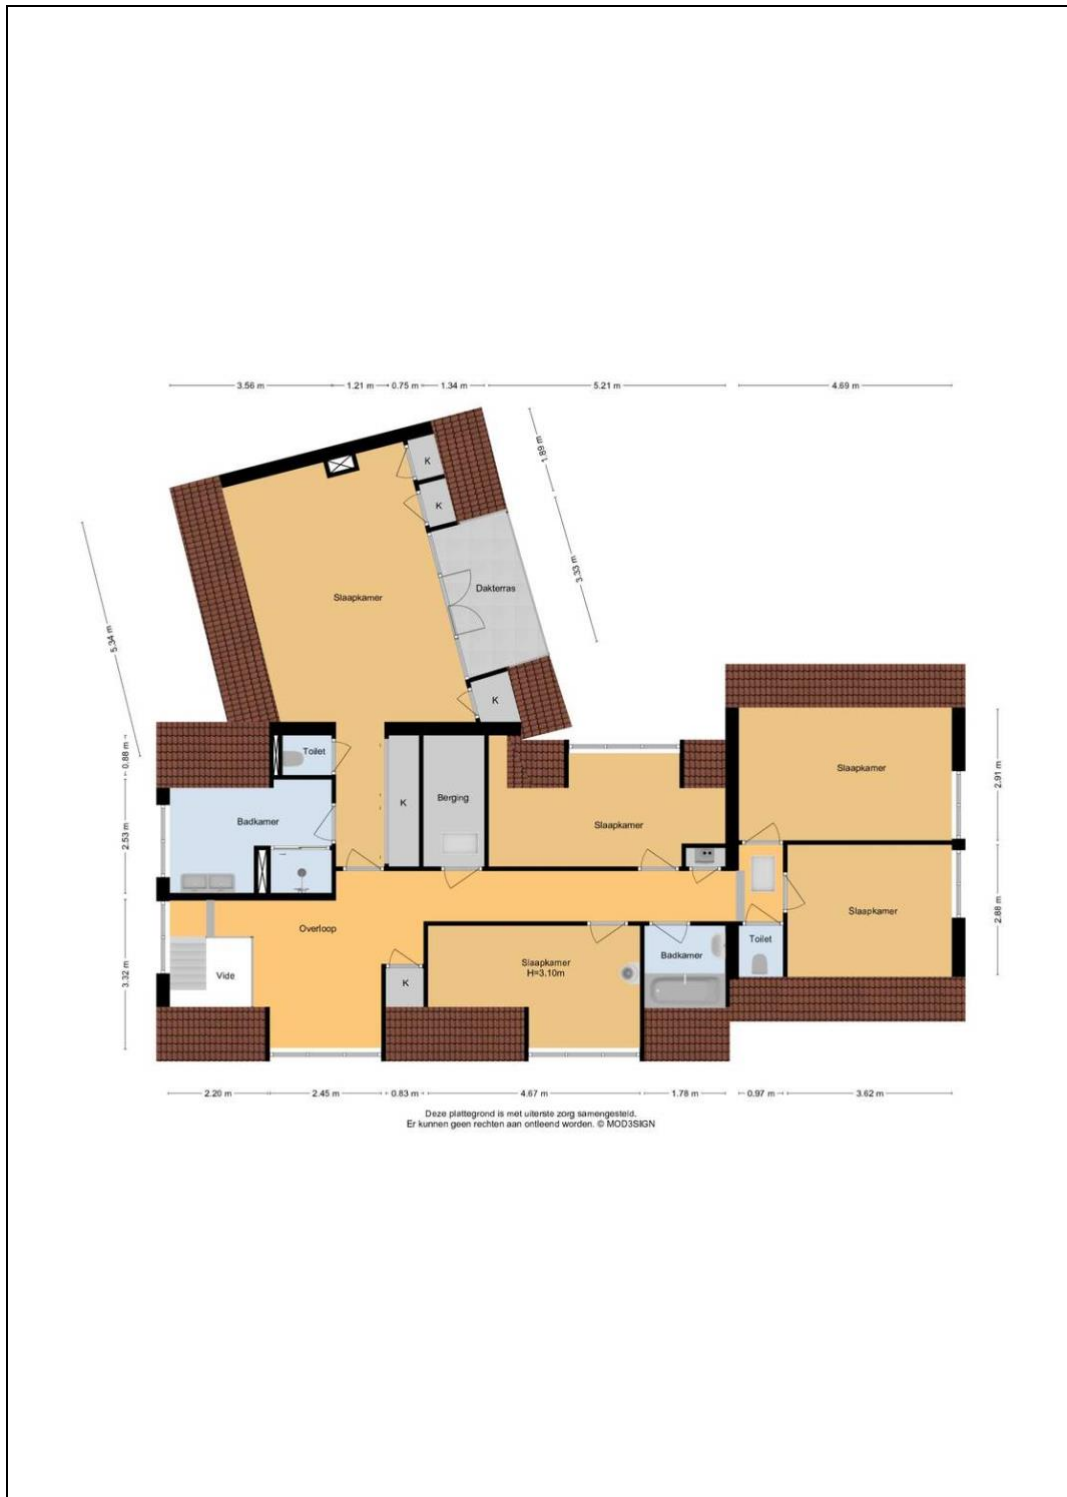 3.56 m 1.21 m 0.75 m 1.34 m 5.21 m 4.69 m
1.89 m
K
K
3.33 m
Dakterras
Slaapkamer
5.34 m
K
0.88 m
Toilet
Slaapkamer
2.91 m
Berging
K
Badkamer
Slaapkamer
2.53 m
Slaapkamer
2.88 m
Overloop
Toilet
Badkamer
Slaapkamer
H=3.10m
Vide
3.32 m
K
2.20 m 2.45 m 0.83 m 4.67 m 1.78 m 0.97 m 3.62 m
Deze plattegrond is met uiterste zorg samengesteld.
Er kunnen geen rechten aan ontleend worden. © MOD3SIGN